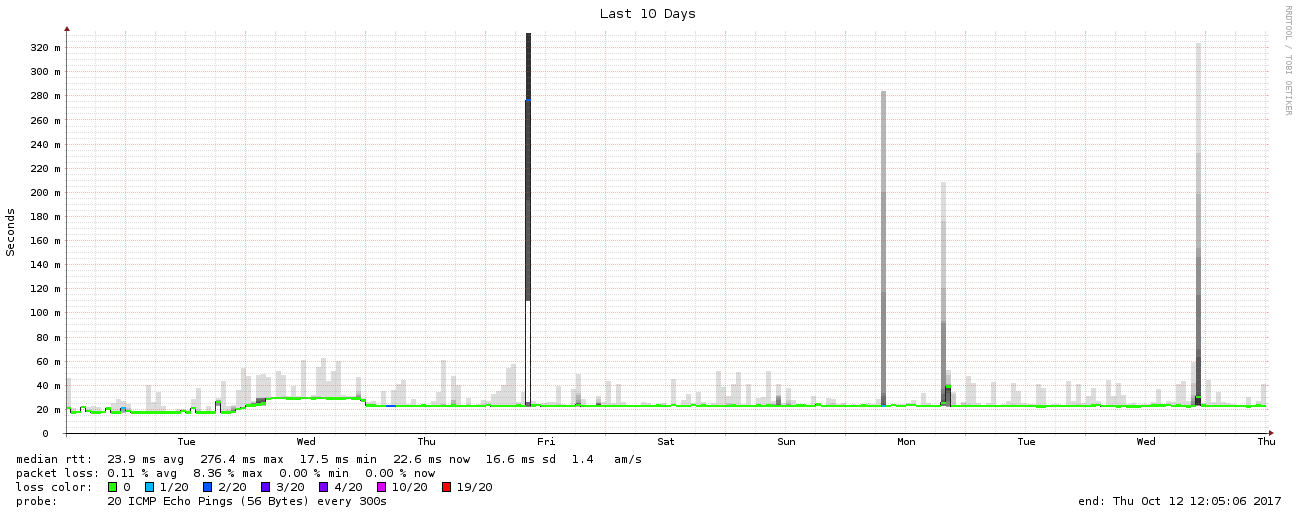 Last 10 Days
RRDTOOL / TOBI OETIKER
Seconds
320 m
300 m
280 m
260 m
240 m
220 m
200 m
180 m
160 m
140 m
120 m
100 m
80 m
60 m
40 m
20 m
0
Tue Wed Thu Fri Sat Sun Mon Tue Wed Thu
median rtt: 23.9 ms avg 276.4 ms max 17.5 ms min 22.6 ms now 16.6 ms sd 1.4 am/s
packet loss: 0.11 % avg 8.36 % max 0.00 % min 0.00 % now
loss color: 0 1/20 2/20 3/20 4/20 10/20 19/20
probe: 20 ICMP Echo Pings (56 Bytes) every 300s end: Thu Oct 12 12:05:06 2017